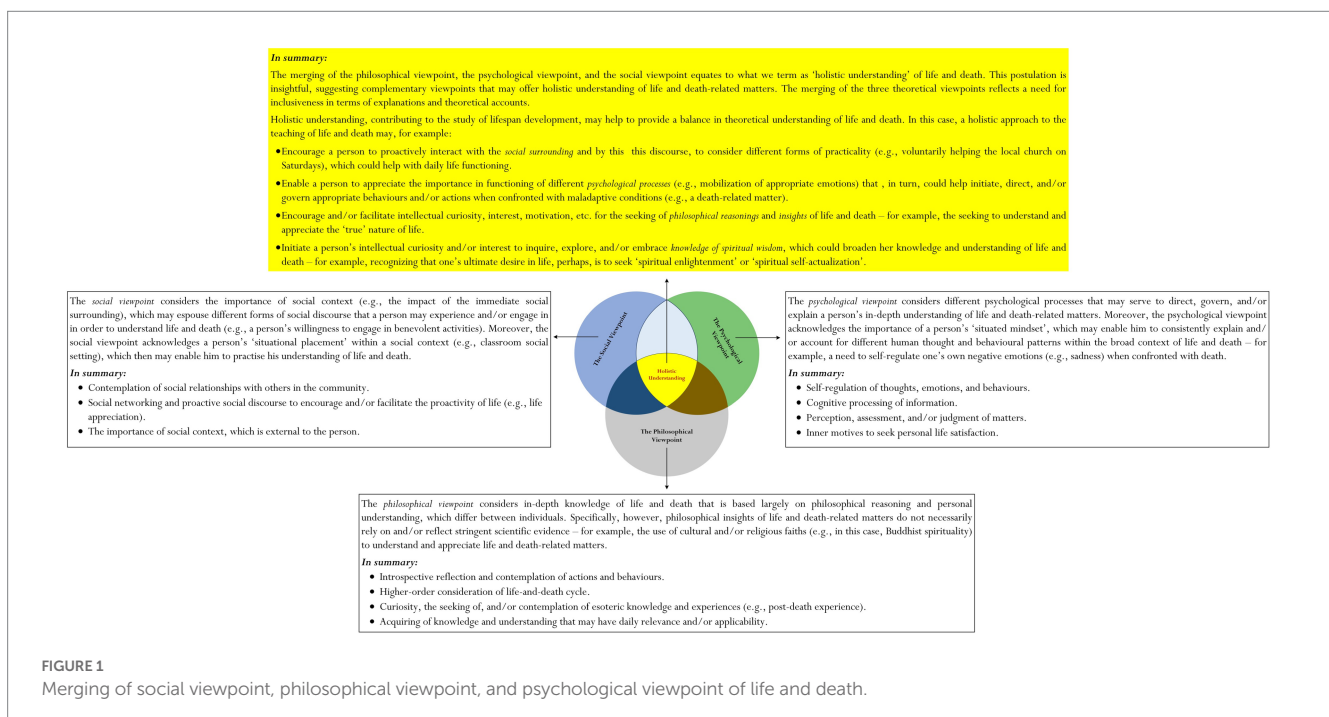 In summary:
The merging of the philosophical viewpoint, the psychological viewpoint, and the social viewpoint equates to what we term as ‘holistic understanding’ of life and death. This postulation is
insightful, suggesting complementary viewpoints that may offer holistic understanding of life and death-related matters. The merging of the three theoretical viewpoints reflects a need for
inclusiveness in terms of explanations and theoretical accounts.
Holistic understanding, contributing to the study of lifespan development, may help to provide a balance in theoretical understanding of life and death. In this case, a holistic approach to the
teaching of life and death may, for example:
•Encourage a person to proactively interact with the social surrounding and by this this discourse, to consider different forms of practicality (e.g., voluntarily helping the local church on
Saturdays), which could help with daily life functioning.
•Enable a person to appreciate the importance in functioning of different psychological processes (e.g., mobilization of appropriate emotions) that , in turn, could help initiate, direct, and/or
govern appropriate behaviours and/or actions when confronted with maladaptive conditions (e.g., a death-related matter).
•Encourage and/or facilitate intellectual curiosity, interest, motivation, etc. for the seeking of philosophical reasonings and insights of life and death – for example, the seeking to understand and
appreciate the ‘true’ nature of life.
•Initiate a person’s intellectual curiosity and/or interest to inquire, explore, and/or embrace knowledge of spiritual wisdom, which could broaden her knowledge and understanding of life and
death – for example, recognizing that one’s ultimate desire in life, perhaps, is to seek ‘spiritual enlightenment’ or ‘spiritual self-actualization’.
The social viewpoint considers the importance of social context (e.g., the impact of the immediate social
surrounding), which may espouse different forms of social discourse that a person may experience and/or engage in
in order to understand life and death (e.g., a person’s willingness to engage in benevolent activities). Moreover, the
social viewpoint acknowledges a person’s ‘situational placement’ within a social context (e.g., classroom social
setting), which then may enable him to practise his understanding of life and death.
In summary:
• Contemplation of social relationships with others in the community.
• Social networking and proactive social discourse to encourage and/or facilitate the proactivity of life (e.g., life
appreciation).
• The importance of social context, which is external to the person.
The Social Viewpoint
The Psychological
Viewpoint
Holistic
Understanding
The Philosophical
Viewpoint
The psychological viewpoint considers different psychological processes that may serve to direct, govern, and/or
explain a person’s in-depth understanding of life and death-related matters. Moreover, the psychological viewpoint
acknowledges the importance of a person’s ‘situated mindset’, which may enable him to consistently explain and/
or account for different human thought and behavioural patterns within the broad context of life and death – for
example, a need to self-regulate one’s own negative emotions (e.g., sadness) when confronted with death.
In summary:
• Self-regulation of thoughts, emotions, and behaviours.
• Cognitive processing of information.
• Perception, assessment, and/or judgment of matters.
• Inner motives to seek personal life satisfaction.
The philosophical viewpoint considers in-depth knowledge of life and death that is based largely on philosophical reasoning and personal
understanding, which differ between individuals. Specifically, however, philosophical insights of life and death-related matters do not necessarily
rely on and/or reflect stringent scientific evidence – for example, the use of cultural and/or religious faiths (e.g., in this case, Buddhist spirituality)
to understand and appreciate life and death-related matters.
In summary:
• Introspective reflection and contemplation of actions and behaviours.
• Higher-order consideration of life-and-death cycle.
• Curiosity, the seeking of, and/or contemplation of esoteric knowledge and experiences (e.g., post-death experience).
• Acquiring of knowledge and understanding that may have daily relevance and/or applicability.
FIGURE 1
Merging of social viewpoint, philosophical viewpoint, and psychological viewpoint of life and death.